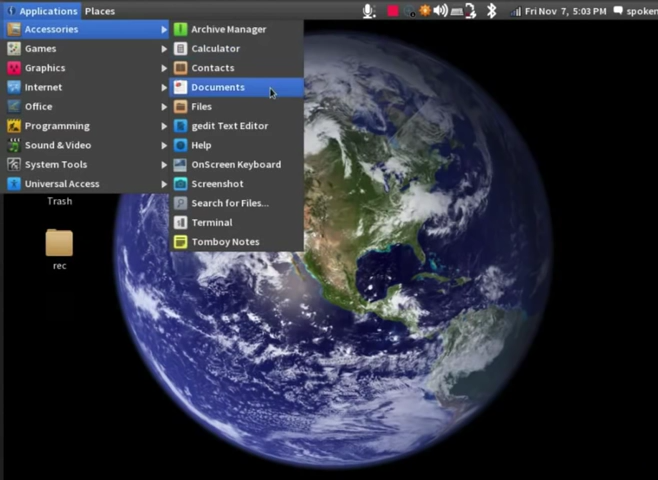 Applications Places Fri Nov 7, 5:03 PM spoken
Accessories
Games
Graphics
Internet
Office
Programming
Sound & Video
System Tools
Universal Access
Archive Manager
Calculator
Contacts
Documents
Files
gedit Text Editor
Help
OnScreen Keyboard
Screenshot
Search for Files...
Terminal
Tomboy Notes
Trash
rec